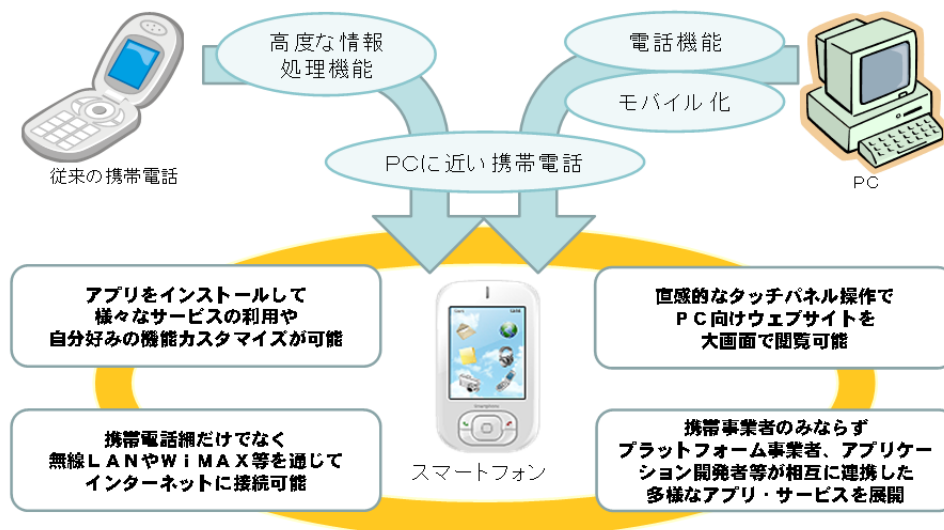 高度な情報
処理機能
電話機能
モバイル化
従来の携帯電話
PCに近い携帯電話
PC
アプリをインストールして
様々なサービスの利用や
自分好みの機能カスタマイズが可能
直感的なタッチパネル操作で
ＰＣ向けウェブサイトを
大画面で閲覧可能
携帯電話網だけでなく
無線ＬＡＮやＷｉＭＡＸ等を通じて
インターネットに接続可能
スマートフォン
携帯事業者のみならず
プラットフォーム事業者、アプリケー
ション開発者等が相互に連携した
多様なアプリ・サービスを展開